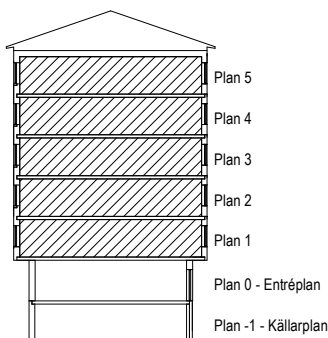 Plan 5
Plan 4
Plan 3
Plan 2
Plan 1
Plan 0 - Entréplan
Plan -1 - Källarplan